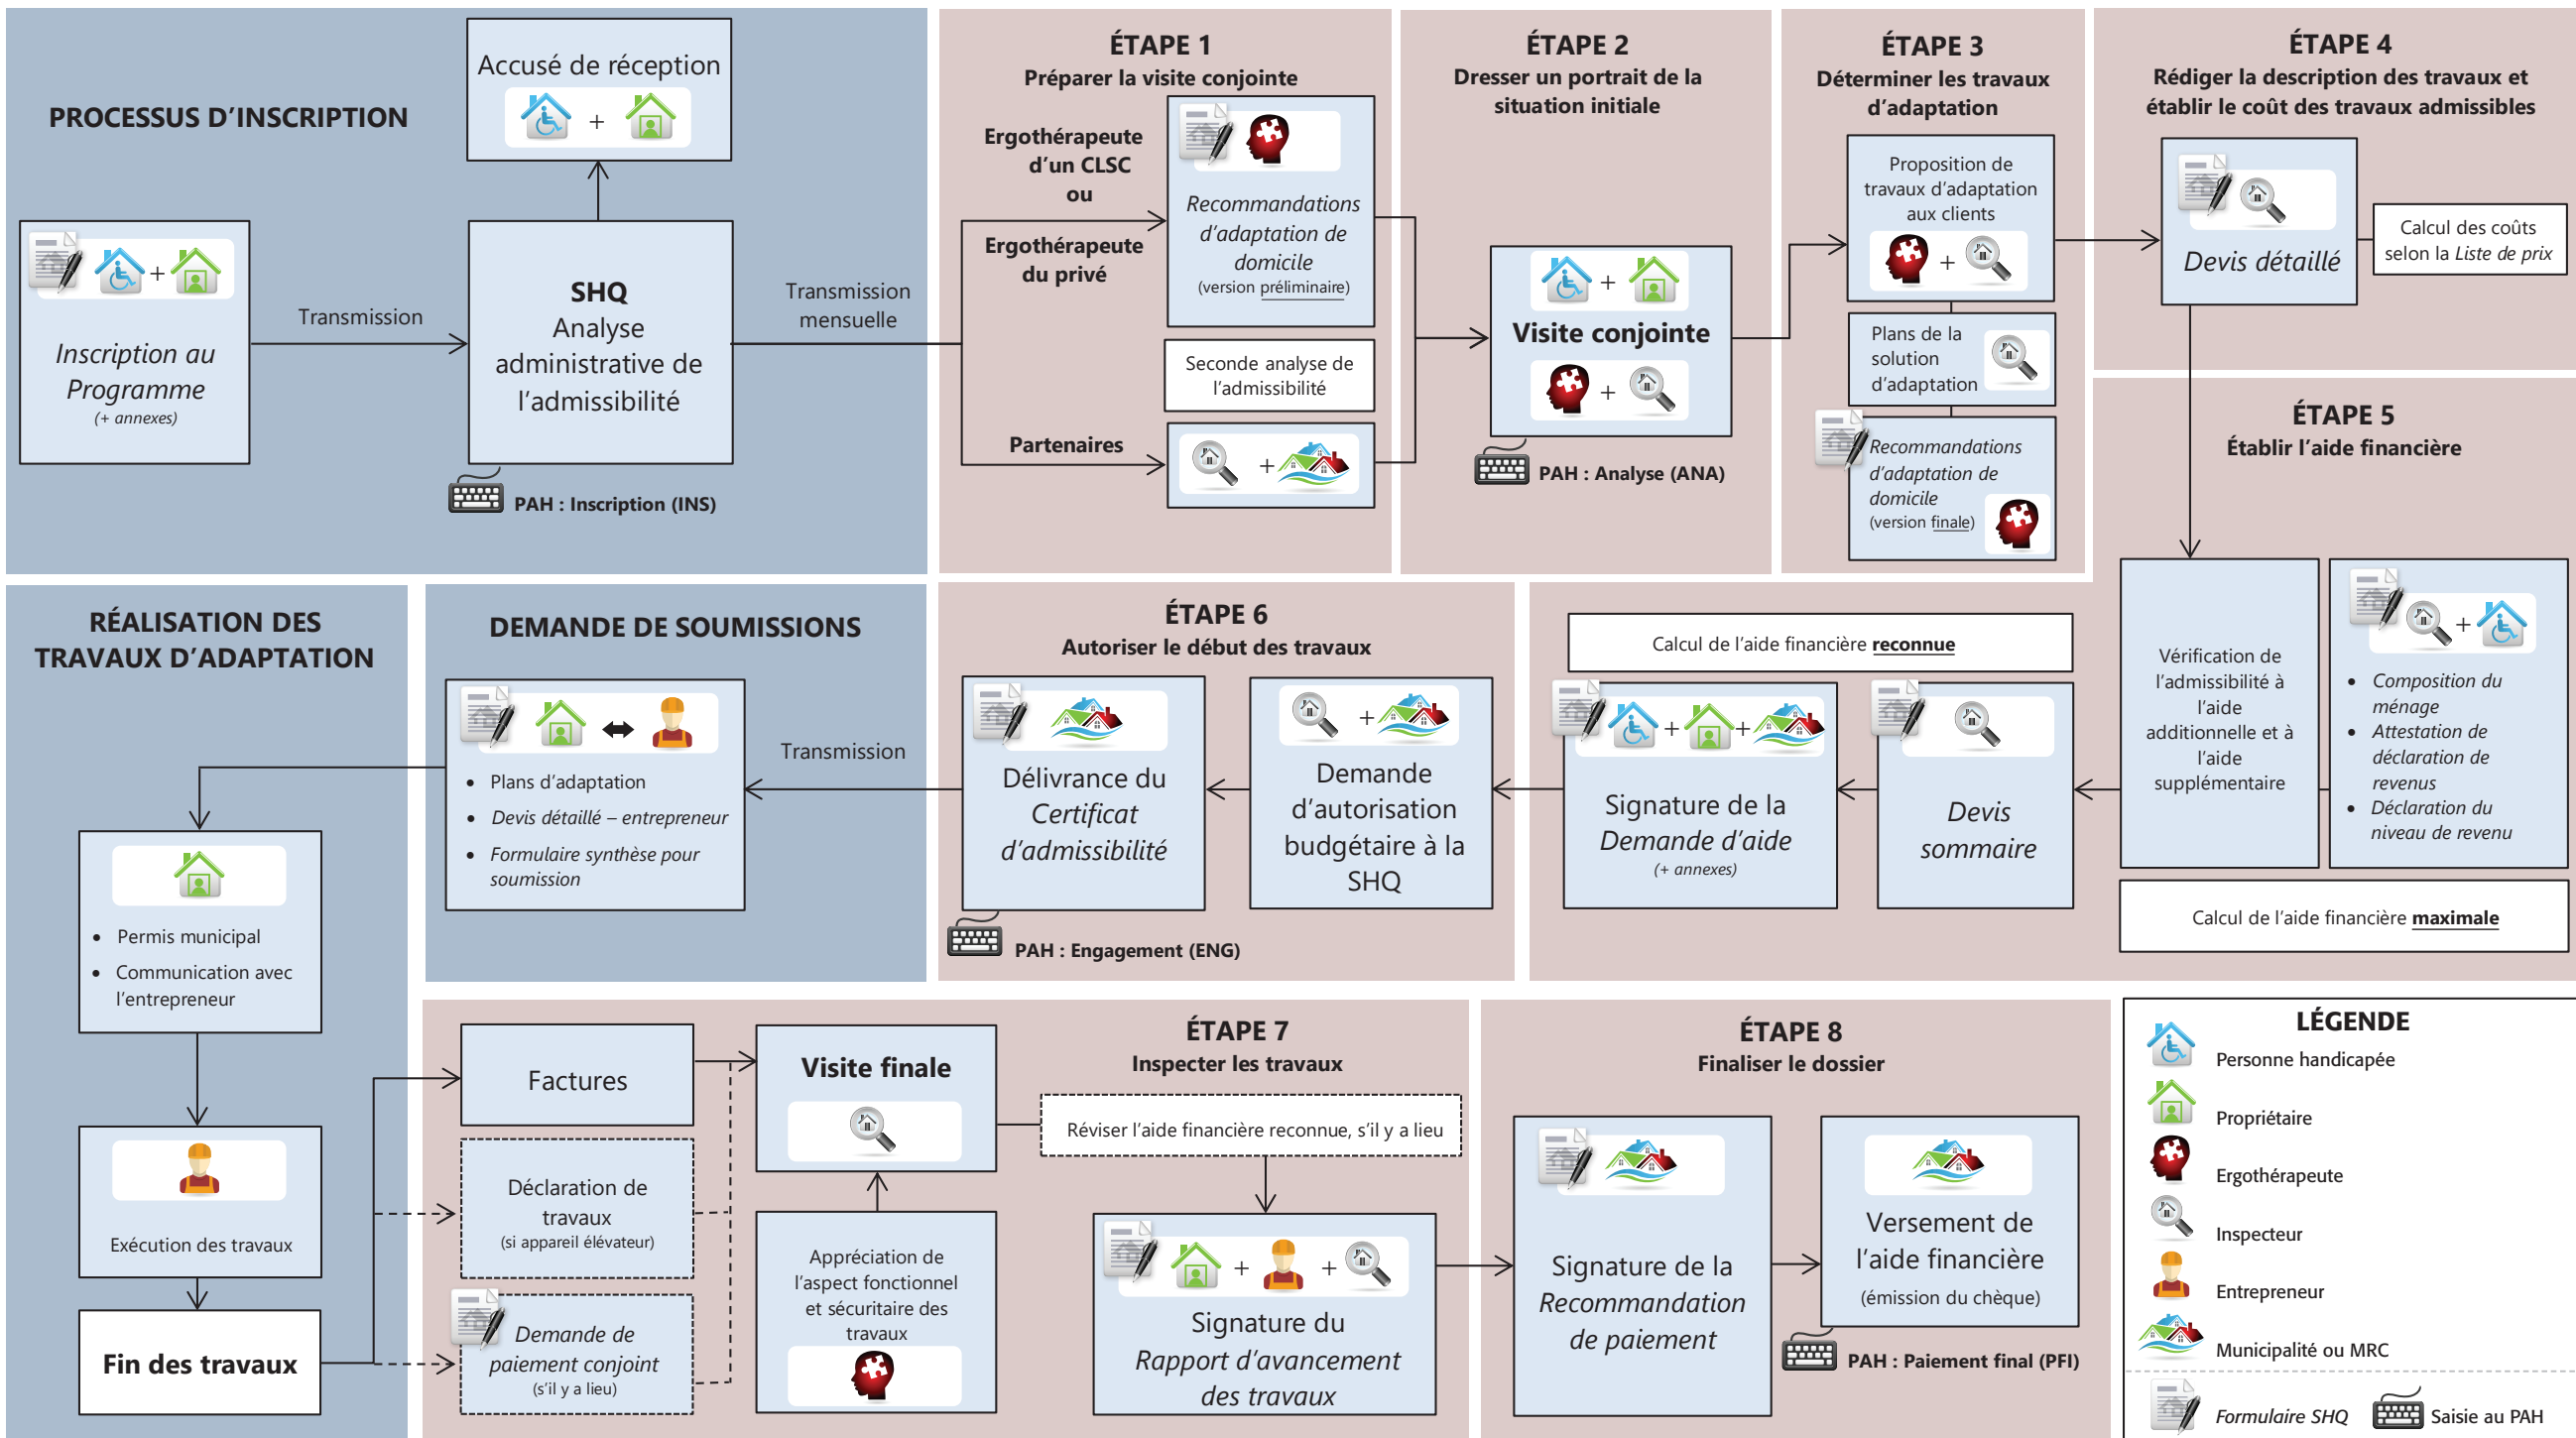 PROCESSUS D'INSCRIPTION
Accusé de réception
+
+
Inscription au
Programme
(+ annexes)
Transmission
SHQ
Analyse
administrative de
l'admissibilité
PAH : Inscription (INS)
Transmission
mensuelle
ÉTAPE 1
Préparer la visite conjointe
Ergothérapeute
d'un CLSC
ou
Ergothérapeute
du privé
Recommandations
d'adaptation de
domicile
(version préliminaire)
Seconde analyse de
l'admissibilité
Partenaires
+
ÉTAPE 2
Dresser un portrait de la
situation initiale
+
Visite conjointe
+
PAH : Analyse (ANA)
ÉTAPE 3
Déterminer les travaux
d'adaptation
Proposition de
travaux d'adaptation
aux clients
+
Plans de la
solution
d'adaptation
Recommandations
d'adaptation de
domicile
(version finale)
ÉTAPE 4
Rédiger la description des travaux et
établir le coût des travaux admissibles
Devis détaillé
Calcul des coûts
selon la Liste de prix
ÉTAPE 5
Établir l'aide financière
+
• Composition du
ménage
• Attestation de
déclaration de
revenus
• Déclaration du
niveau de revenu
Vérification de
l'admissibilité à
l'aide
additionnelle et à
l'aide
supplémentaire
Calcul de l'aide financière maximale
Calcul de l'aide financière reconnue
Devis
sommaire
+ +
Signature de la
Demande d'aide
(+ annexes)
ÉTAPE 6
Autoriser le début des travaux
+
Demande
d'autorisation
budgétaire à la
SHQ
Délivrance du
Certificat
d'admissibilité
PAH : Engagement (ENG)
Transmission
DEMANDE DE SOUMISSIONS
• Plans d'adaptation
• Devis détaillé – entrepreneur
• Formulaire synthèse pour
soumission
RÉALISATION DES
TRAVAUX D'ADAPTATION
• Permis municipal
• Communication avec
l'entrepreneur
Exécution des travaux
Fin des travaux
ÉTAPE 7
Inspecter les travaux
Factures
Déclaration de
travaux
(si appareil élévateur)
Demande de
paiement conjoint
(s'il y a lieu)
Visite finale
Appréciation de
l'aspect fonctionnel
et sécuritaire des
travaux
Réviser l'aide financière reconnue, s'il y a lieu
+ +
Signature du
Rapport d'avancement
des travaux
ÉTAPE 8
Finaliser le dossier
Signature de la
Recommandation
de paiement
Versement de
l'aide financière
(émission du chèque)
PAH : Paiement final (PFI)
LÉGENDE
Personne handicapée
Propriétaire
Ergothérapeute
Inspecteur
Entrepreneur
Municipalité ou MRC
Formulaire SHQ
Saisie au PAH